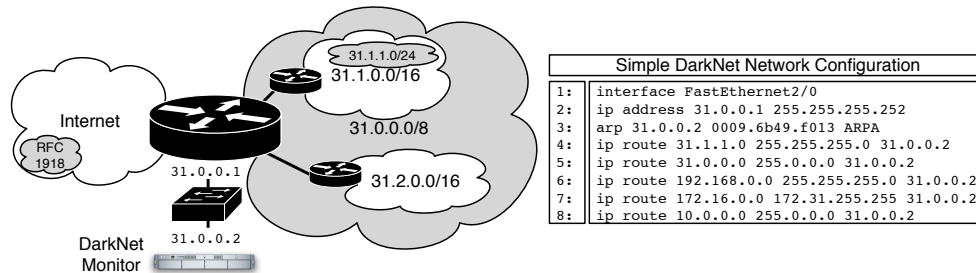 Internet
RFC
1918
31.1.1.0/24
31.1.0.0/16
31.0.0.0/8
31.2.0.0/16
31.0.0.1
31.0.0.2
DarkNet
Monitor
Simple DarkNet Network Configuration
1: interface FastEthernet2/0
2: ip address 31.0.0.1 255.255.255.252
3: arp 31.0.0.2 0009.6b49.f013 ARPA
4: ip route 31.1.1.0 255.255.255.0 31.0.0.2
5: ip route 31.0.0.0 255.0.0.0 31.0.0.2
6: ip route 192.168.0.0 255.255.255.0 31.0.0.2
7: ip route 172.16.0.0 172.31.255.255 31.0.0.2
8: ip route 10.0.0.0 255.0.0.0 31.0.0.2